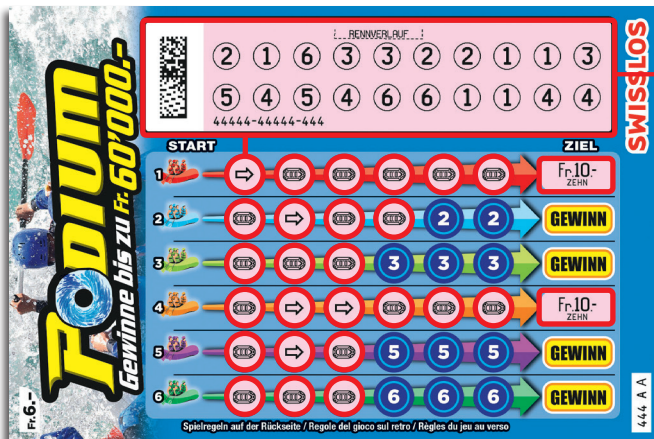 RENNVERLAUF
2 1 6 3 3 2 2 1 1 3
5 4 5 4 6 6 1 1 4 4
44444-44444-444
SWISSLOS
PODIUM
Gewinne bis zu Fr. 60'000.-
Fr. 6.-
START ZIEL
1 Fr. 10.-
ZEHN
2 2 2 GEWINN
3 3 3 3 GEWINN
4 Fr. 10.-
ZEHN
5 5 5 5 GEWINN
6 6 6 6 GEWINN
444 A A
Spielregeln auf der Rückseite / Regole del gioco sul retro / Règles du jeu au verso